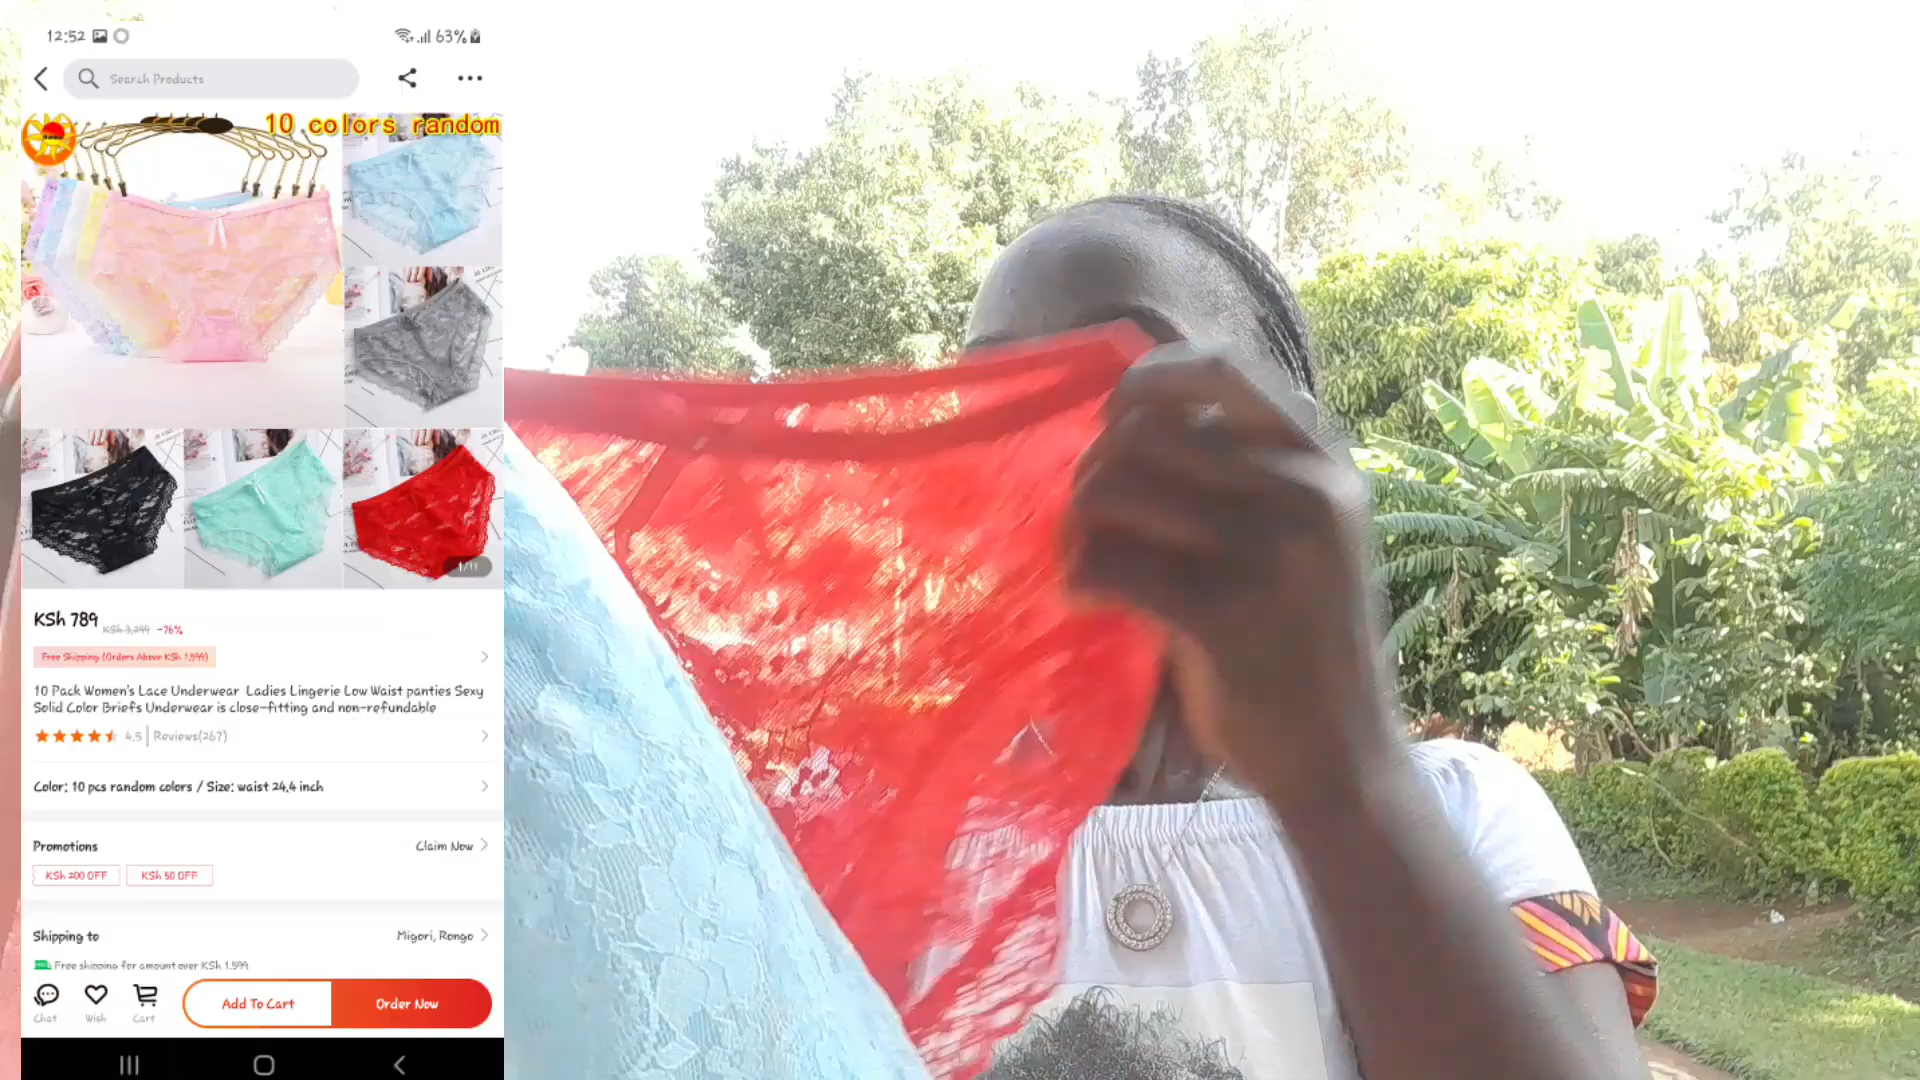 12:52
63%
Search Products
10 colors random
1/11
KSh 789 KSh 3,299 -76%
Free Shipping (Orders Above KSh 1,599)
10 Pack Women's Lace Underwear Ladies Lingerie Low Waist panties Sexy
Solid Color Briefs Underwear is close-fitting and non-refundable
4.5 Reviews(267)
Color: 10 pcs random colors / Size: waist 24.4 inch
Promotions
Claim Now
KSh 200 OFF
KSh 50 OFF
Shipping to
Migori, Rongo
Free shipping for amount over KSh 1,599
Chat
Wish
Cart
Add To Cart
Order Now